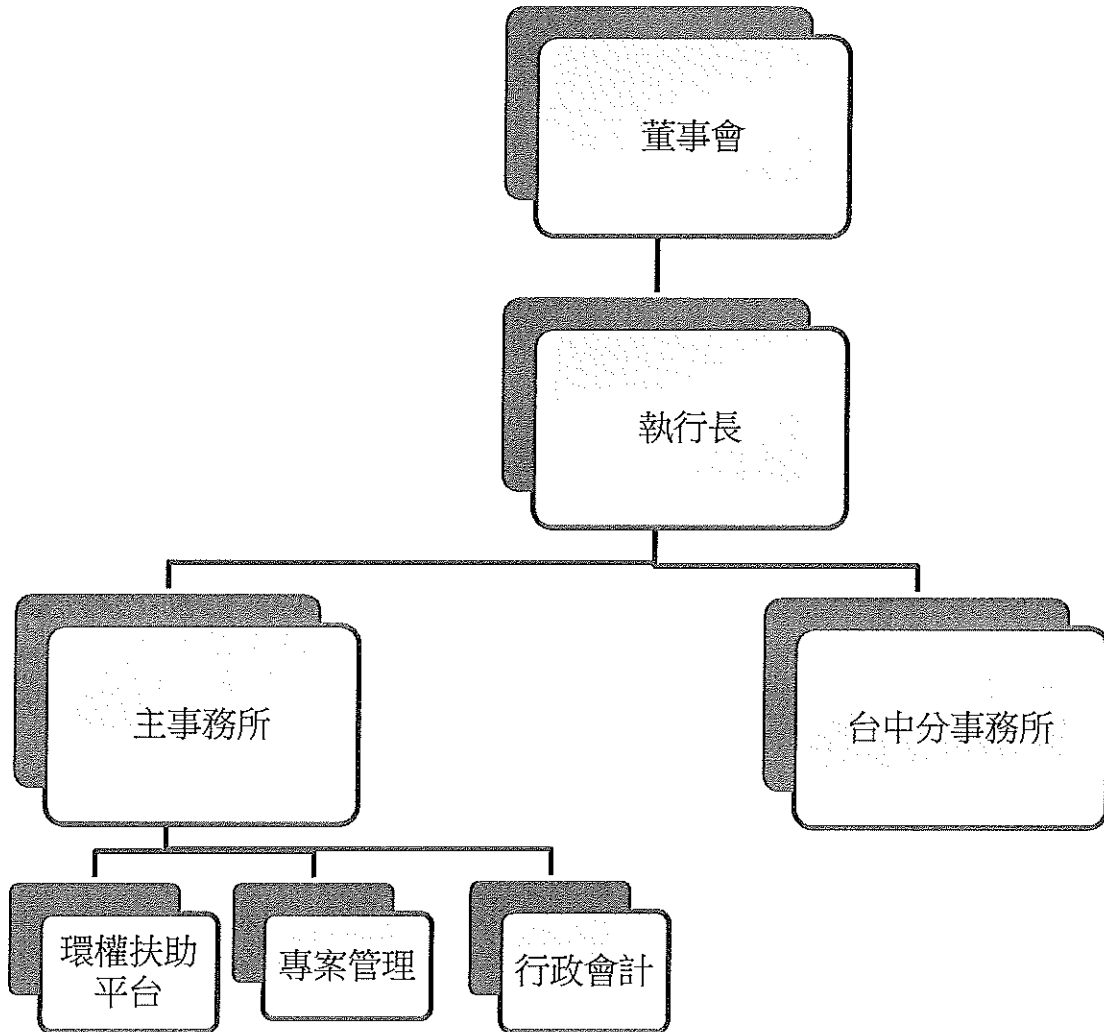 董事會
執行長
主事務所
台中分事務所
環權扶助
平台
專案管理
行政會計